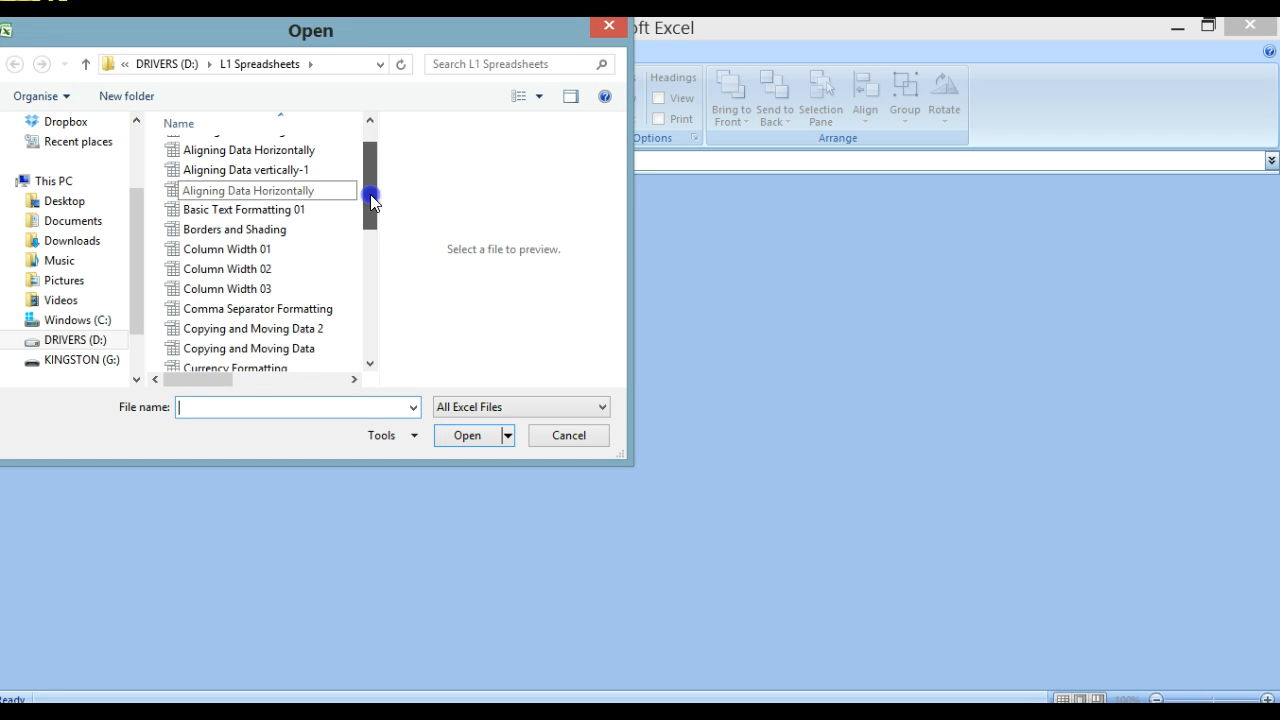 Open
oft Excel
DRIVERS (D:) L1 Spreadsheets
Search L1 Spreadsheets
Organise
New folder
Dropbox
Recent places
This PC
Desktop
Documents
Downloads
Music
Pictures
Videos
Windows (C:)
DRIVERS (D:)
KINGSTON (G:)
Name
Aligning Data Horizontally
Aligning Data vertically-1
Aligning Data Horizontally
Basic Text Formatting 01
Borders and Shading
Column Width 01
Column Width 02
Column Width 03
Comma Separator Formatting
Copying and Moving Data 2
Copying and Moving Data
Currency Formatting
Select a file to preview.
File name:
All Excel Files
Tools
Open
Cancel
Headings
View
Print
Options
Bring to Front
Send to Back
Selection Pane
Align
Group
Rotate
Arrange
Ready
100%